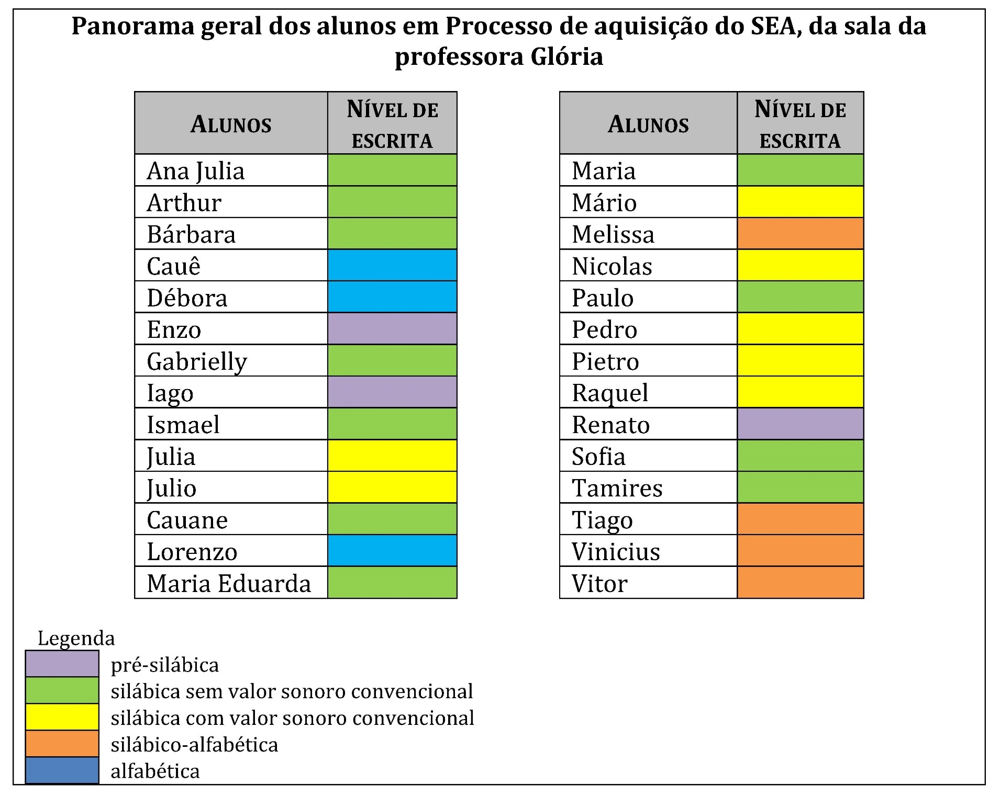 Panorama geral dos alunos em Processo de aquisição do SEA, da sala da
professora Glória
ALUNOS
NÍVEL DE
ESCRITA
Ana Julia
Arthur
Bárbara
Cauê
Débora
Enzo
Gabrielly
Iago
Ismael
Julia
Julio
Cauane
Lorenzo
Maria Eduarda
ALUNOS
NÍVEL DE
ESCRITA
Maria
Mário
Melissa
Nicolas
Paulo
Pedro
Pietro
Raquel
Renato
Sofia
Tamires
Tiago
Vinicius
Vitor
Legenda
pré-silábica
silábica sem valor sonoro convencional
silábica com valor sonoro convencional
silábico-alfabética
alfabética